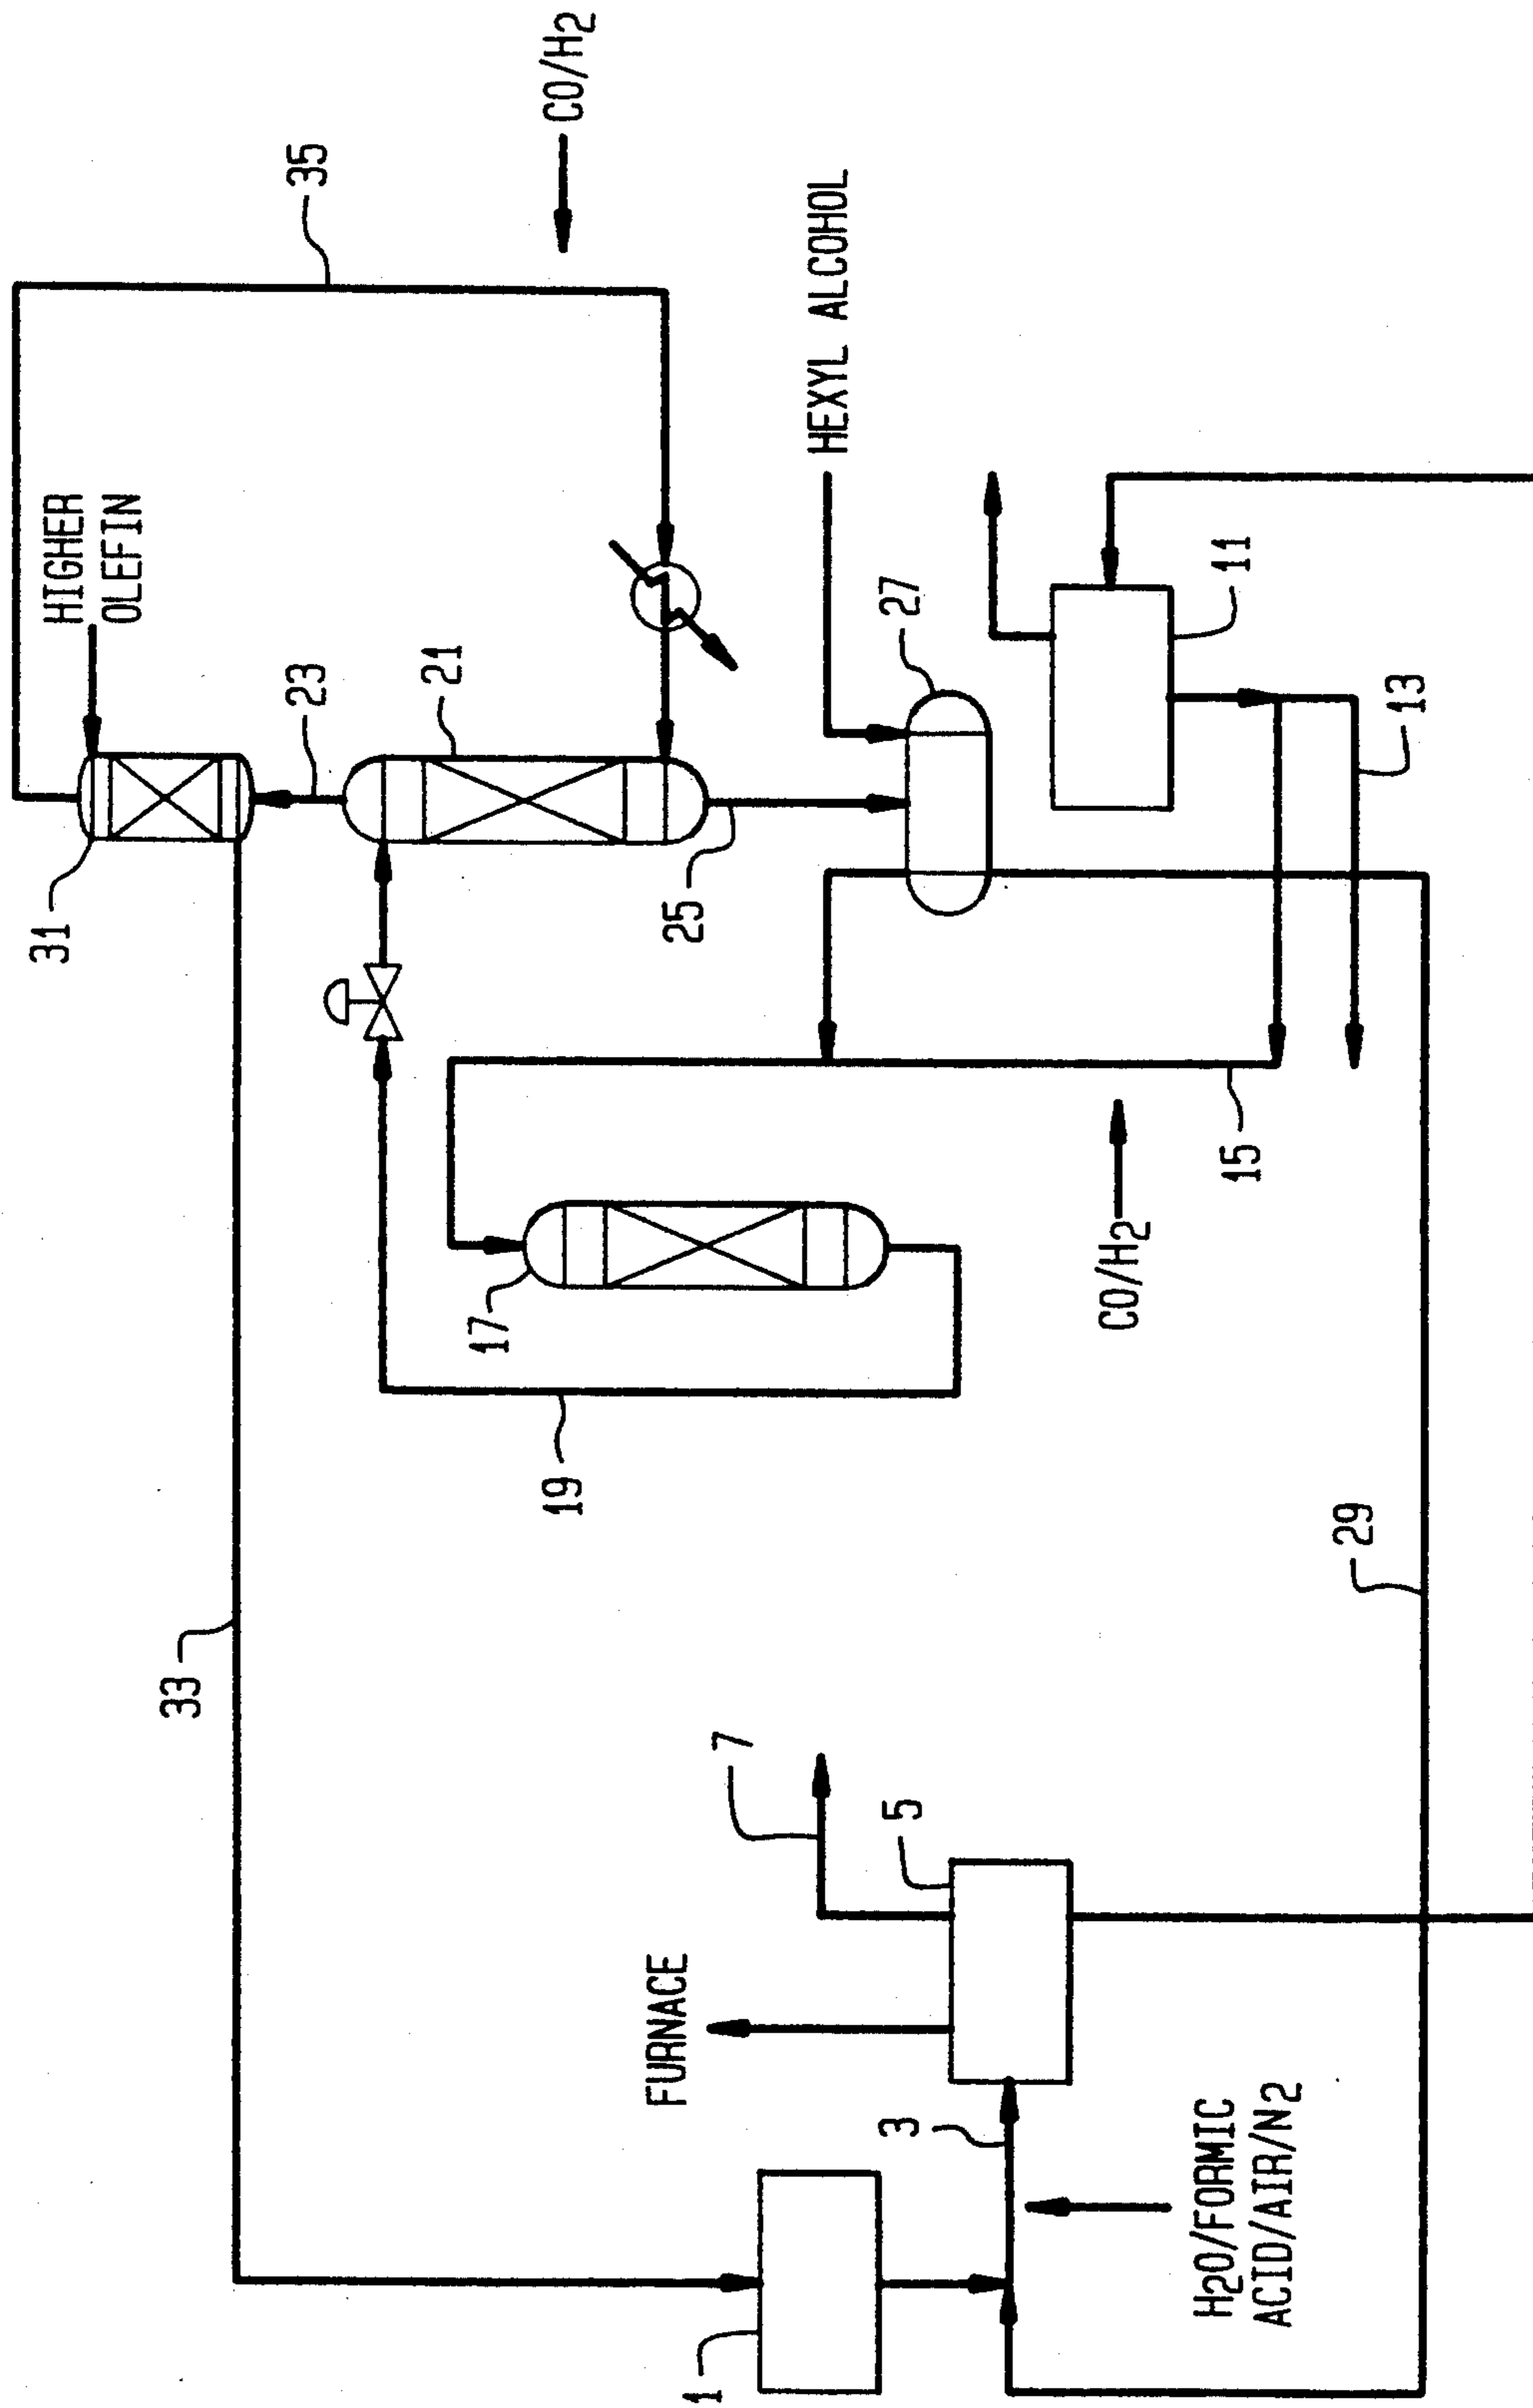 35
CO/H2
HIGHER
OLEFIN
23
21
31
25
HEXYL ALCOHOL
27
11
13
17
19
CO/H2
15
33
29
7
5
FURNACE
3
1
H2O/FORMIC
ACID/AIR/N2